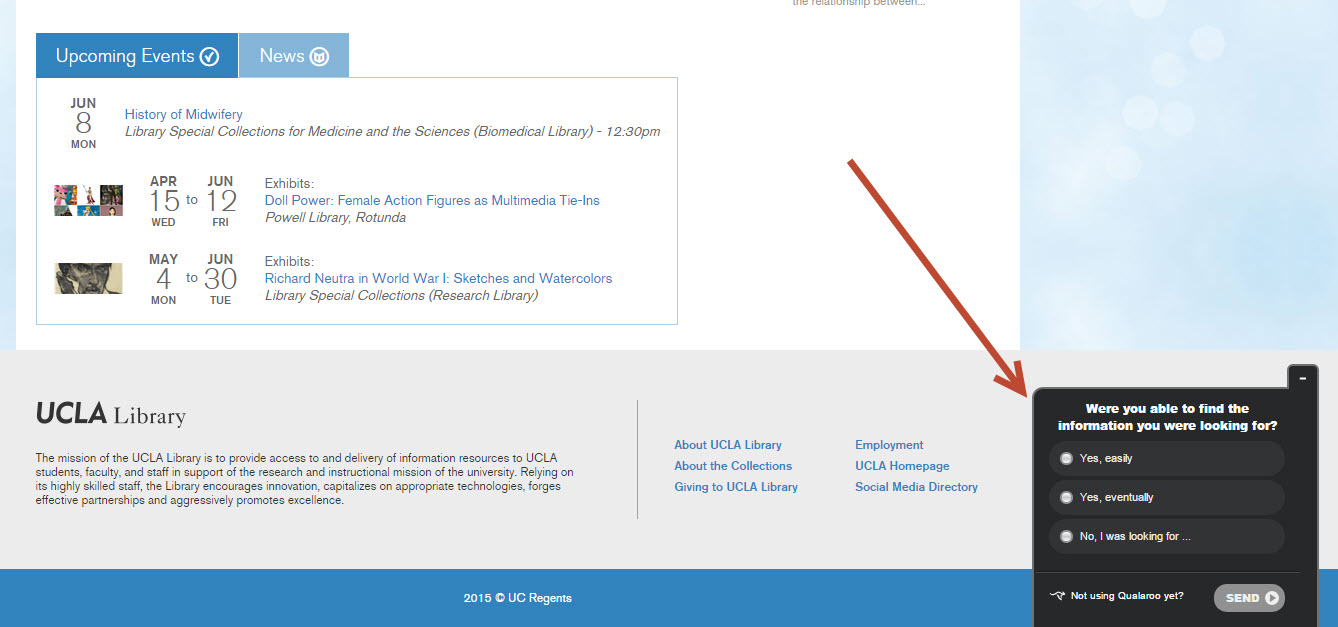 the relationship between...
Upcoming Events
News
JUN
8
MON
History of Midwifery
Library Special Collections for Medicine and the Sciences (Biomedical Library) - 12:30pm
APR
15
WED
to
JUN
12
FRI
Exhibits:
Doll Power: Female Action Figures as Multimedia Tie-Ins
Powell Library, Rotunda
MAY
4
MON
to
JUN
30
TUE
Exhibits:
Richard Neutra in World War I: Sketches and Watercolors
Library Special Collections (Research Library)
UCLA Library
The mission of the UCLA Library is to provide access to and delivery of information resources to UCLA
students, faculty, and staff in support of the research and instructional mission of the university. Relying on
its highly skilled staff, the Library encourages innovation, capitalizes on appropriate technologies, forges
effective partnerships and aggressively promotes excellence.
About UCLA Library
About the Collections
Giving to UCLA Library
Employment
UCLA Homepage
Social Media Directory
Were you able to find the
information you were looking for?
Yes, easily
Yes, eventually
No, I was looking for ...
Not using Qualaroo yet?
SEND
2015 © UC Regents